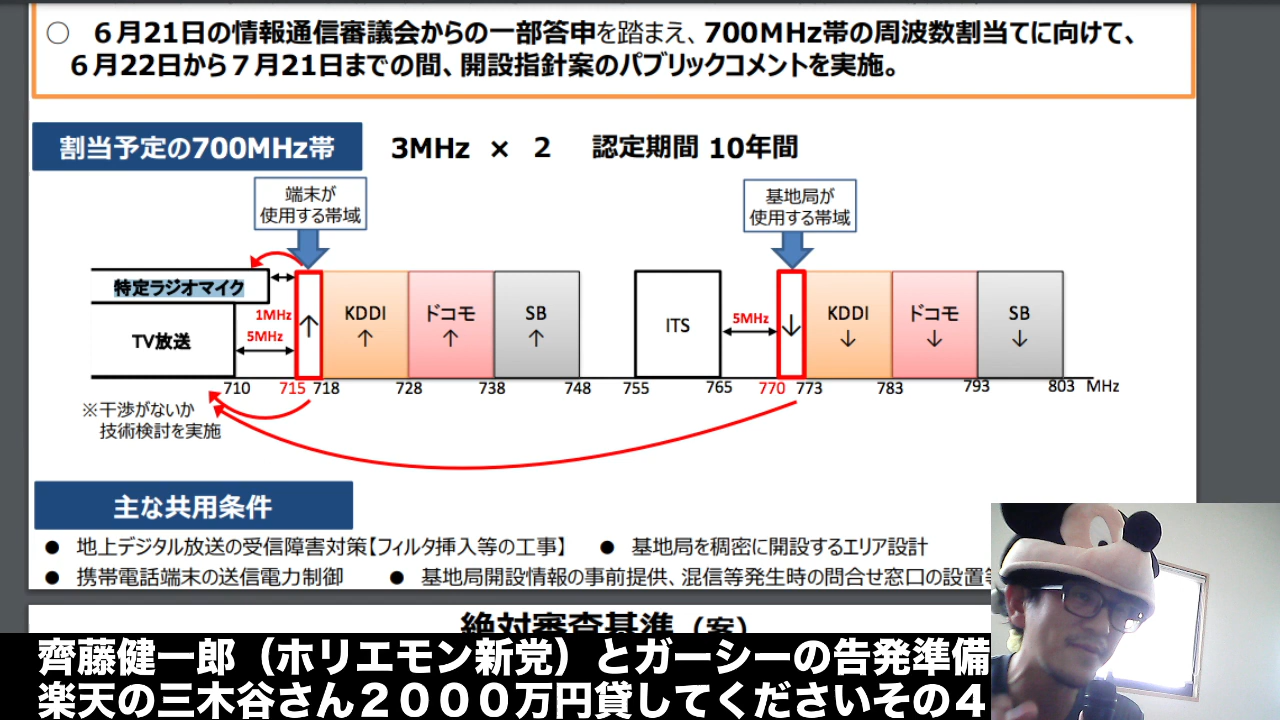 ○ 6月21日の情報通信審議会からの一部答申を踏まえ、700MHz帯の周波数割当てに向けて、
6月22日から7月21日までの間、開設指針案のパブリックコメントを実施。
割当予定の700MHz帯 3MHz × 2 認定期間 10年間
端末が
使用する帯域
基地局が
使用する帯域
特定ラジオマイク
TV放送
1MHz
5MHz
↑
KDDI
↑
ドコモ
↑
SB
↑
ITS
5MHz
↓
KDDI
↓
ドコモ
↓
SB
↓
710 715 718 728 738 748 755 765 770 773 783 793 803 MHz
※干渉がないか
技術検討を実施
主な共用条件
● 地上デジタル放送の受信障害対策【フィルタ挿入等の工事】 ● 基地局を稠密に開設するエリア設計
● 携帯電話端末の送信電力制御 ● 基地局開設情報の事前提供、混信等発生時の問合せ窓口の設置
絶対審査基準（案）
齊藤健一郎（ホリエモン新党）とガーシーの告発準備
楽天の三木谷さん２０００万円貸してくださいその４